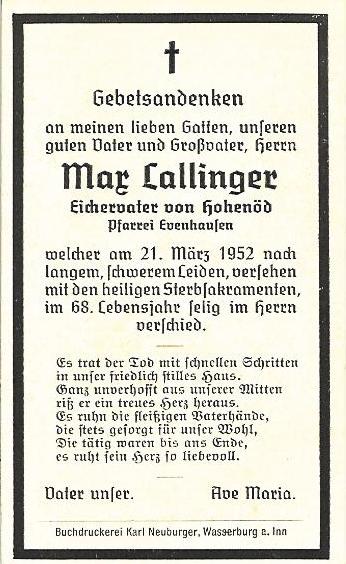 Gebetsandenken
an meinen lieben Gatten, unseren
guten Vater und Großvater, Herrn
Max Lallinger
Eichervater von Hohenöd
Pfarrei Evenhausen
welcher am 21. März 1952 nach
langem, schwerem Leiden, versehen
mit den heiligen Sterbsakramenten,
im 68. Lebensjahr selig im Herrn
verschied.
Es trat der Tod mit schnellen Schritten
in unser friedlich stilles Haus.
Ganz unverhofft aus unserer Mitten
riß er ein treues Herz heraus.
Es ruhn die fleißigen Vaterhände,
die stets gesorgt für unser Wohl,
Die tätig waren bis ans Ende,
es ruht sein Herz so liebevoll.
Vater unser. Ave Maria.
Buchdruckerei Karl Neuburger, Wasserburg a. Inn